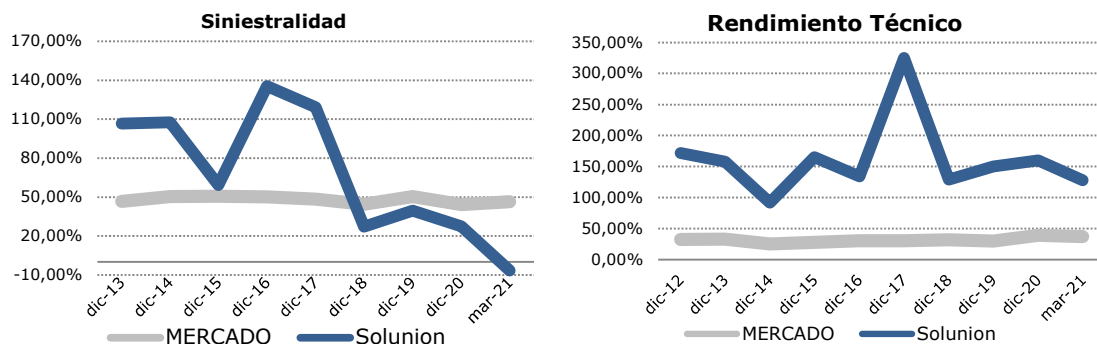 Siniestralidad
170,00%
140,00%
110,00%
80,00%
50,00%
20,00%
-10,00%
dic-13 dic-14 dic-15 dic-16 dic-17 dic-18 dic-19 dic-20 mar-21
MERCADO Solunion
Rendimiento Técnico
350,00%
300,00%
250,00%
200,00%
150,00%
100,00%
50,00%
0,00%
dic-12 dic-13 dic-14 dic-15 dic-16 dic-17 dic-18 dic-19 dic-20 mar-21
MERCADO Solunion